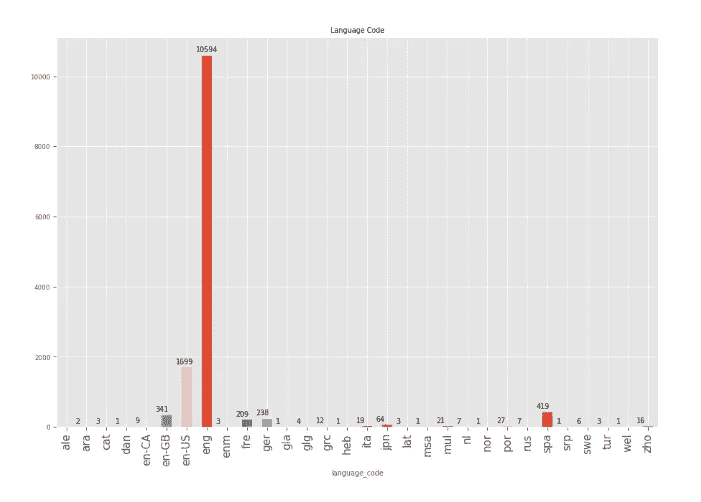 Language Code
10594
10000
8000
6000
4000
2000
0
2 3 1 9 341 1699 3 209 238 1 4 12 1 19 64 3 1 21 7 1 27 7 419 1 6 3 1 16
ale ara cat dan en-CA en-GB en-US eng enm fre ger gla glg grc heb ita jpn lat msa mul nl nor por rus spa srp swe tur wel zho
language_code